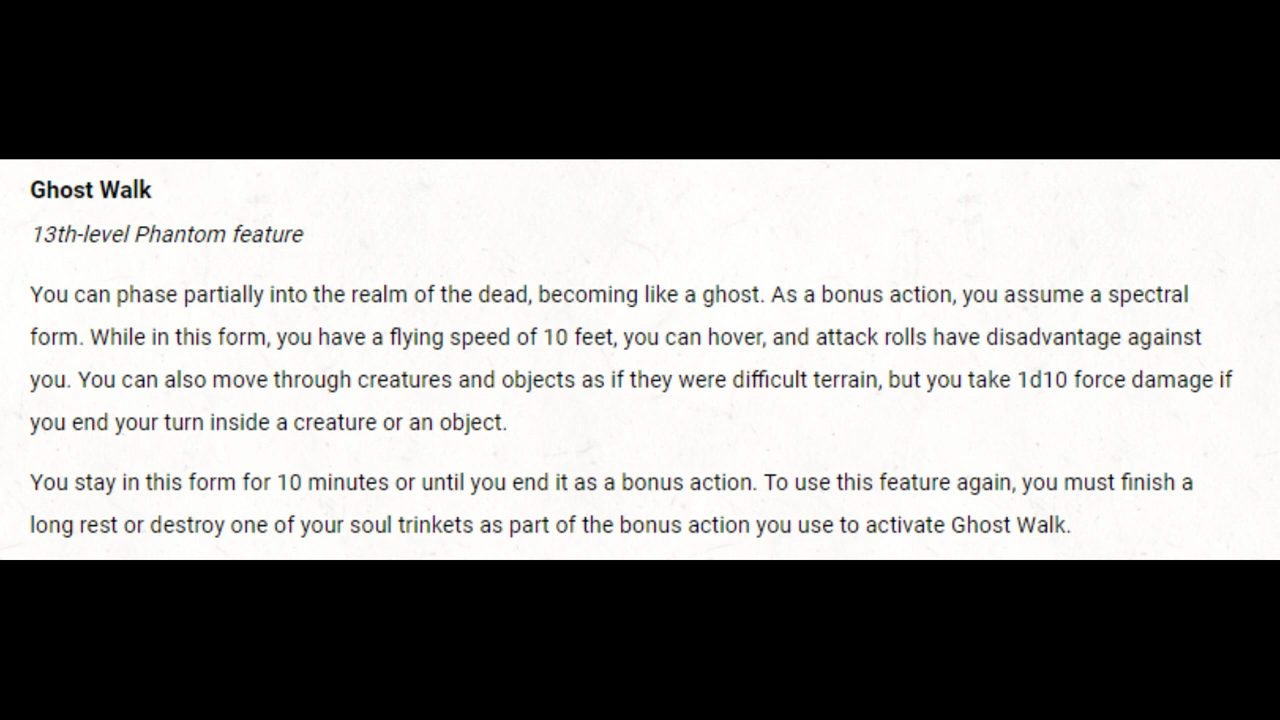 Ghost Walk
13th-level Phantom feature
You can phase partially into the realm of the dead, becoming like a ghost. As a bonus action, you assume a spectral
form. While in this form, you have a flying speed of 10 feet, you can hover, and attack rolls have disadvantage against
you. You can also move through creatures and objects as if they were difficult terrain, but you take 1d10 force damage if
you end your turn inside a creature or an object.
You stay in this form for 10 minutes or until you end it as a bonus action. To use this feature again, you must finish a
long rest or destroy one of your soul trinkets as part of the bonus action you use to activate Ghost Walk.